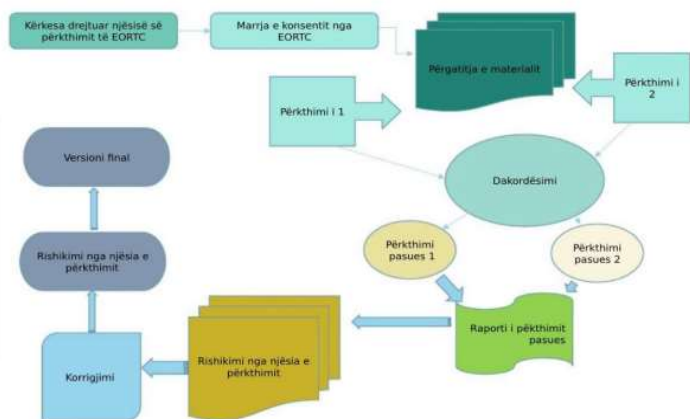 Kërkesa drejtuar njësisë së
përkthimit të EORTC
Marrja e konsentit nga
EORTC
Përgatitja e materialit
Përkthimi i 1
Përkthimi i
2
Dakordësimi
Përkthimi
pasues 1
Përkthimi
pasues 2
Raporti i pëkthimit
pasues
Rishikimi nga njësia e
përkthimit
Korrigjimi
Rishikimi nga njësia e
përkthimit
Versioni final